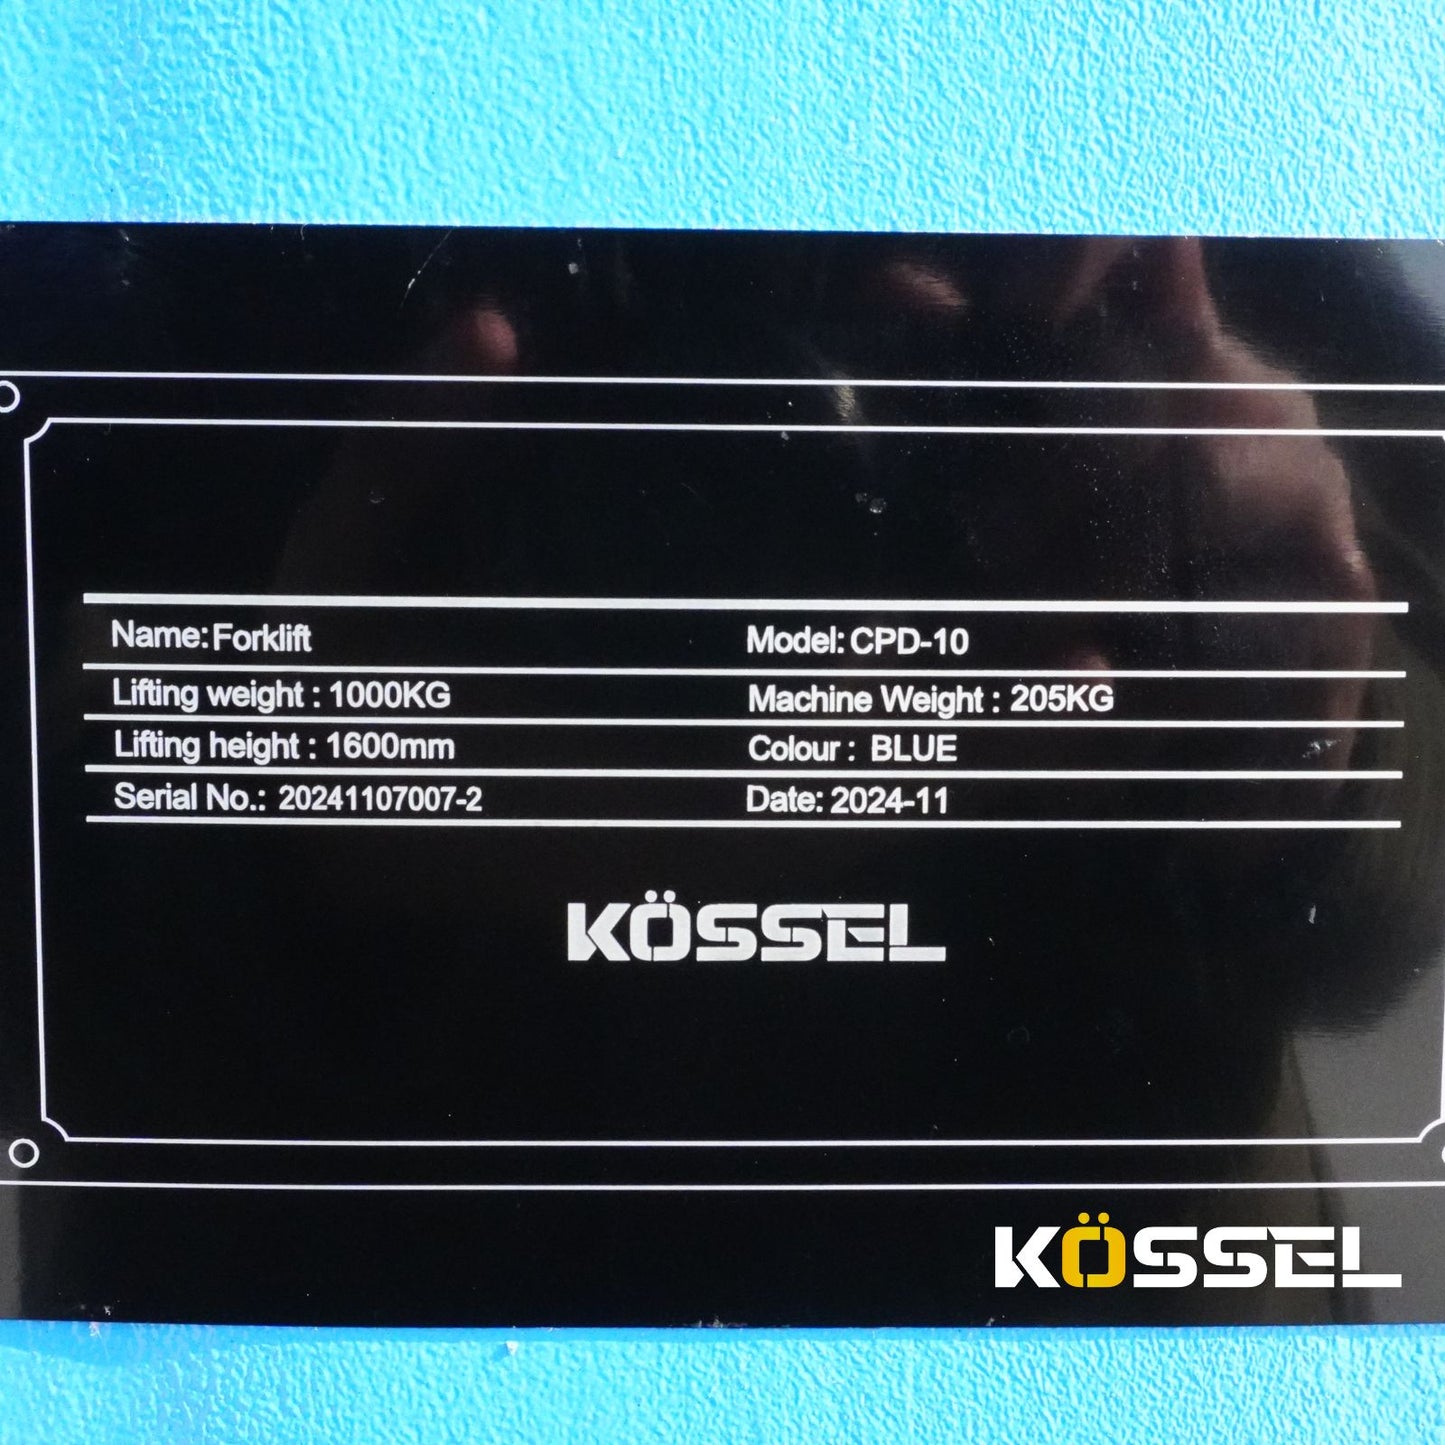 Name: Forklift Model: CPD-10
Lifting weight : 1000KG Machine Weight : 205KG
Lifting height : 1600mm Colour : BLUE
Serial No.: 20241107007-2 Date: 2024-11
KÖSSEL
KÖSSEL